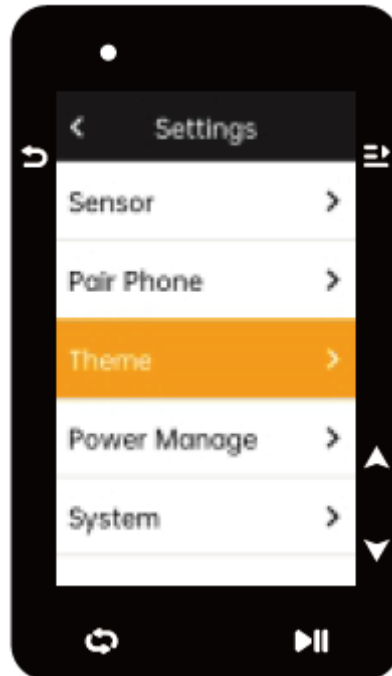 Settings
Sensor
Pair Phone
Theme
Power Manage
System